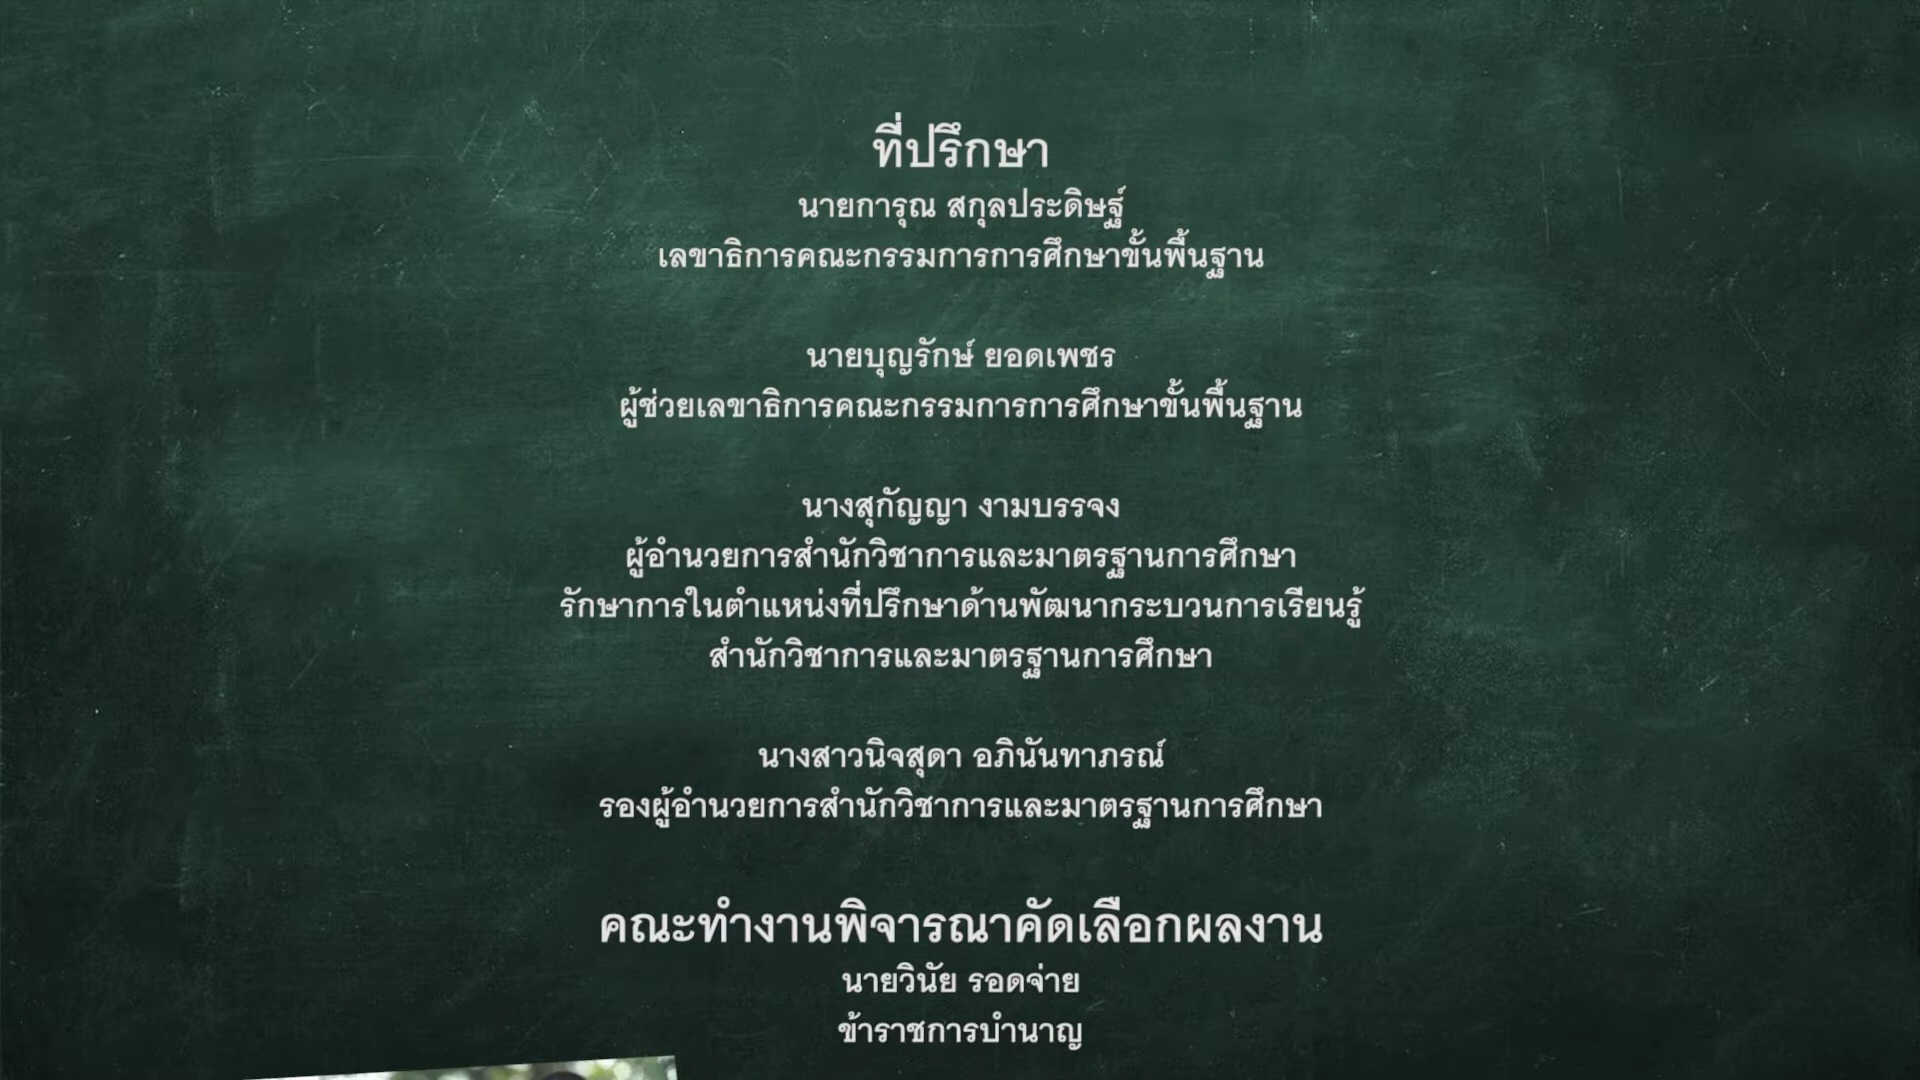 ที่ปรึกษา
นายการุณ สกุลประดิษฐ์
เลขาธิการคณะกรรมการการศึกษาขั้นพื้นฐาน
นายบุญรักษ์ ยอดเพชร
ผู้ช่วยเลขาธิการคณะกรรมการการศึกษาขั้นพื้นฐาน
นางสุกัญญา งามบรรจง
ผู้อำนวยการสำนักวิชาการและมาตรฐานการศึกษา
รักษาการในตำแหน่งที่ปรึกษาด้านพัฒนากระบวนการเรียนรู้
สำนักวิชาการและมาตรฐานการศึกษา
นางสาวนิจสุดา อภินันทาภรณ์
รองผู้อำนวยการสำนักวิชาการและมาตรฐานการศึกษา
คณะทำงานพิจารณาคัดเลือกผลงาน
นายวินัย รอดจ่าย
ข้าราชการบำนาญ